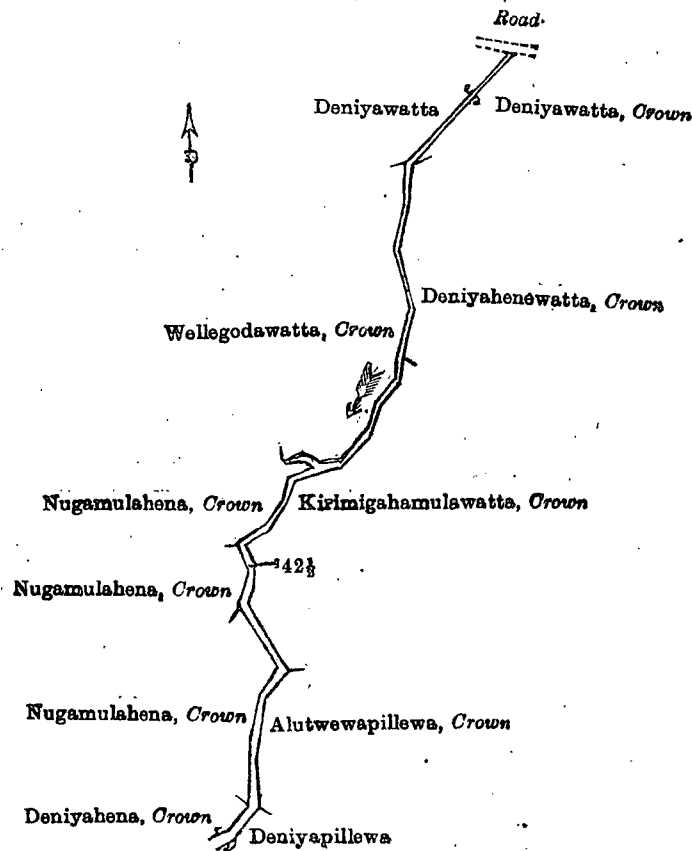 Road
Deniyawatta
Deniyawatta, Crown
Deniyahenewatta, Crown
Wellegodawatta, Crown
Nugamulahena, Crown
Kirimigahamulawatta, Crown
42½
Nugamulahena, Crown
Nugamulahena, Crown
Alutwewapillewa, Crown
Deniyahena, Crown
Deniyapillewa